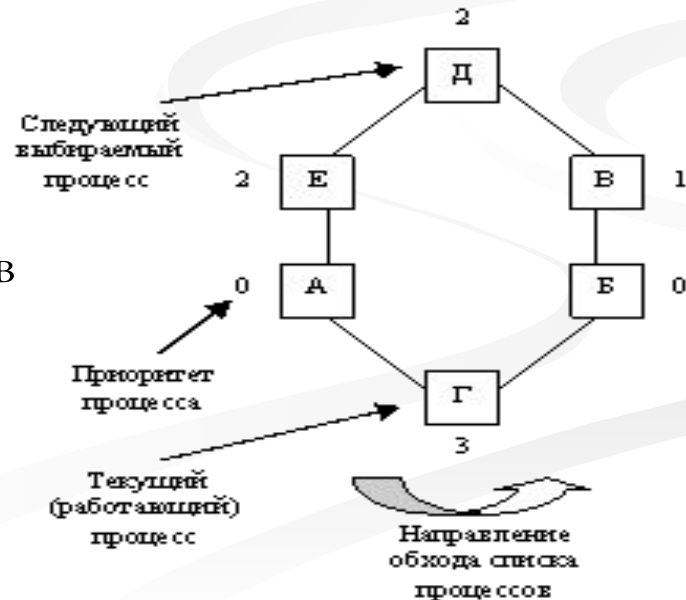 2
Д
Следующий
выбираемый
процесс
2
Е
В
1
В
0
А
Б
0
Приоритет
процесса
Г
3
Текущий
(работающий)
процесс
Направление
обхода списка
процессов